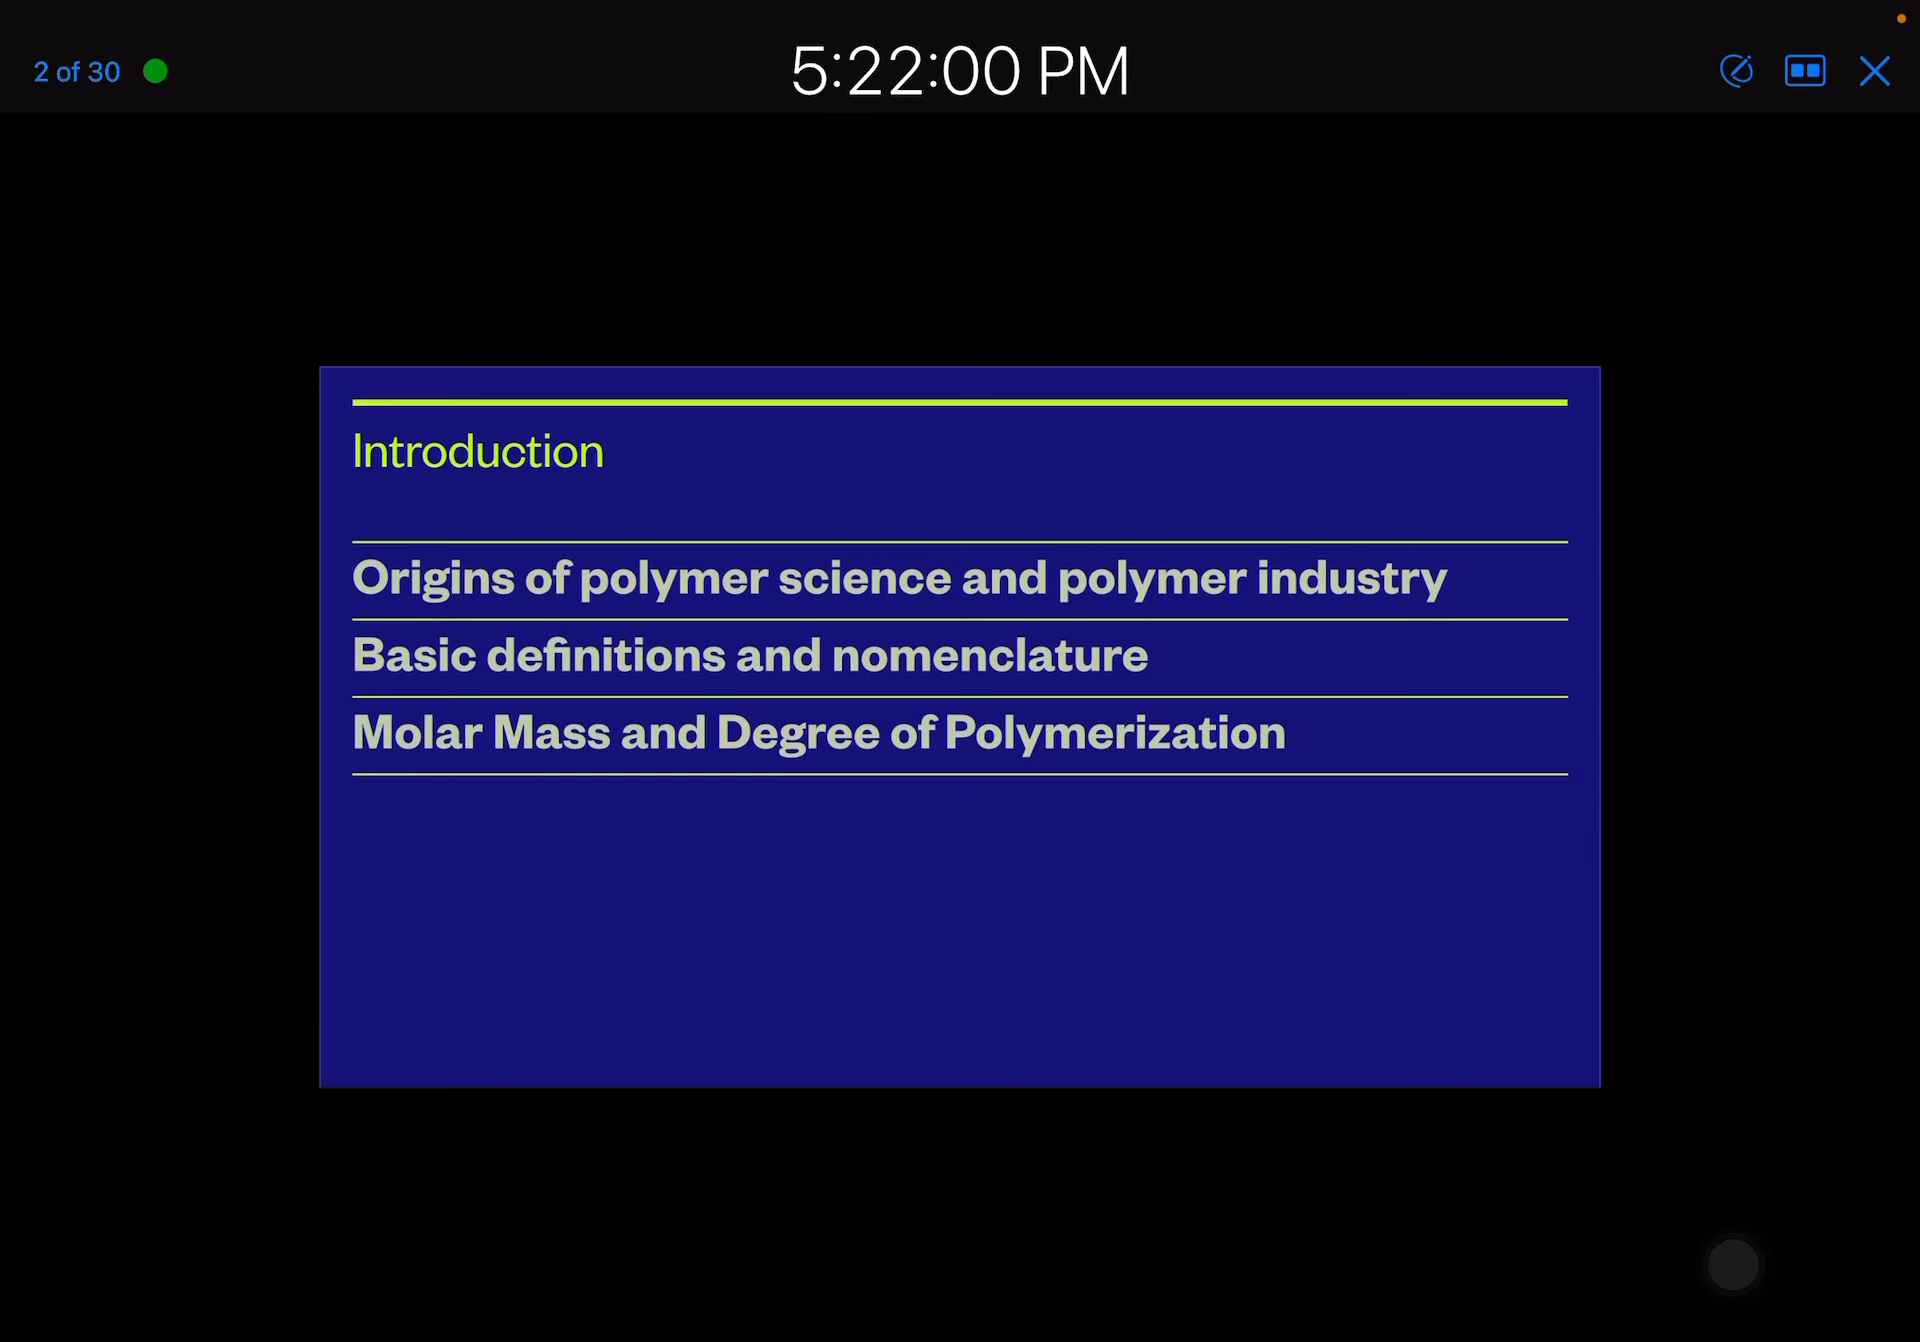 2 of 30
5:22:00 PM
Introduction
Origins of polymer science and polymer industry
Basic definitions and nomenclature
Molar Mass and Degree of Polymerization